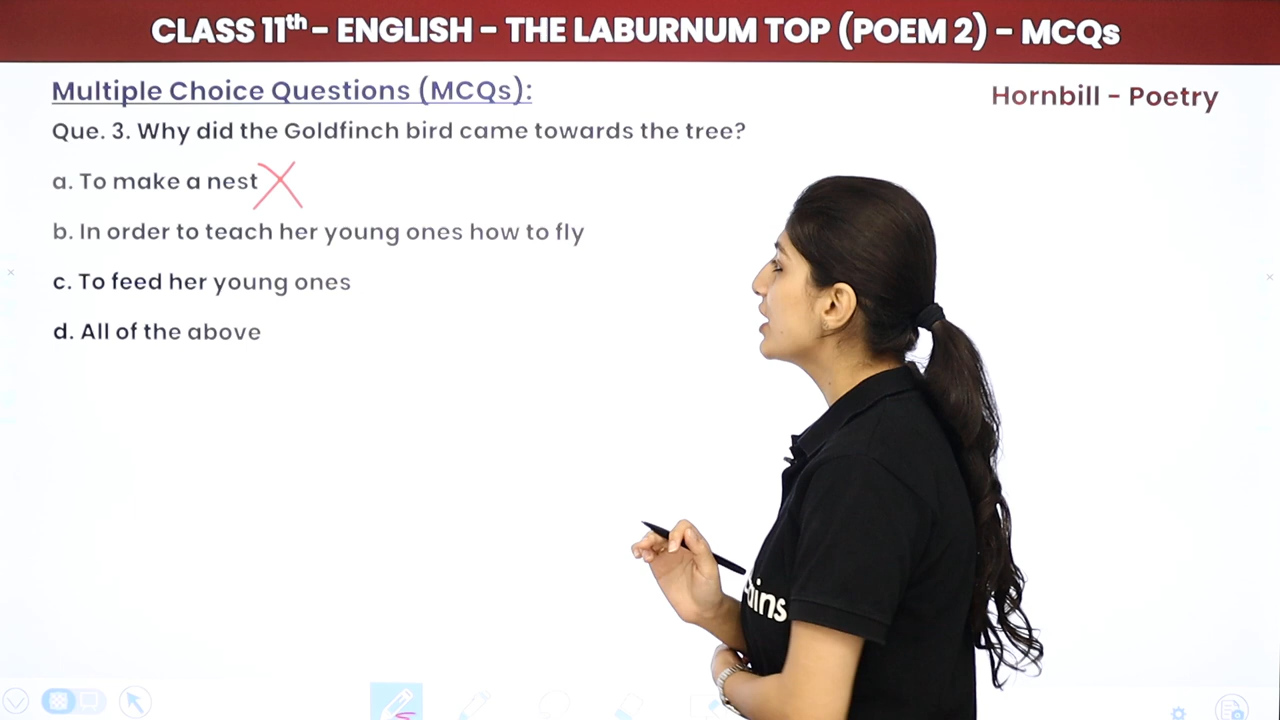 CLASS 11th - ENGLISH - THE LABURNUM TOP (POEM 2) - MCQs
Multiple Choice Questions (MCQs):
Hornbill - Poetry
Que. 3. Why did the Goldfinch bird came towards the tree?
a. To make a nest
b. In order to teach her young ones how to fly
c. To feed her young ones
d. All of the above